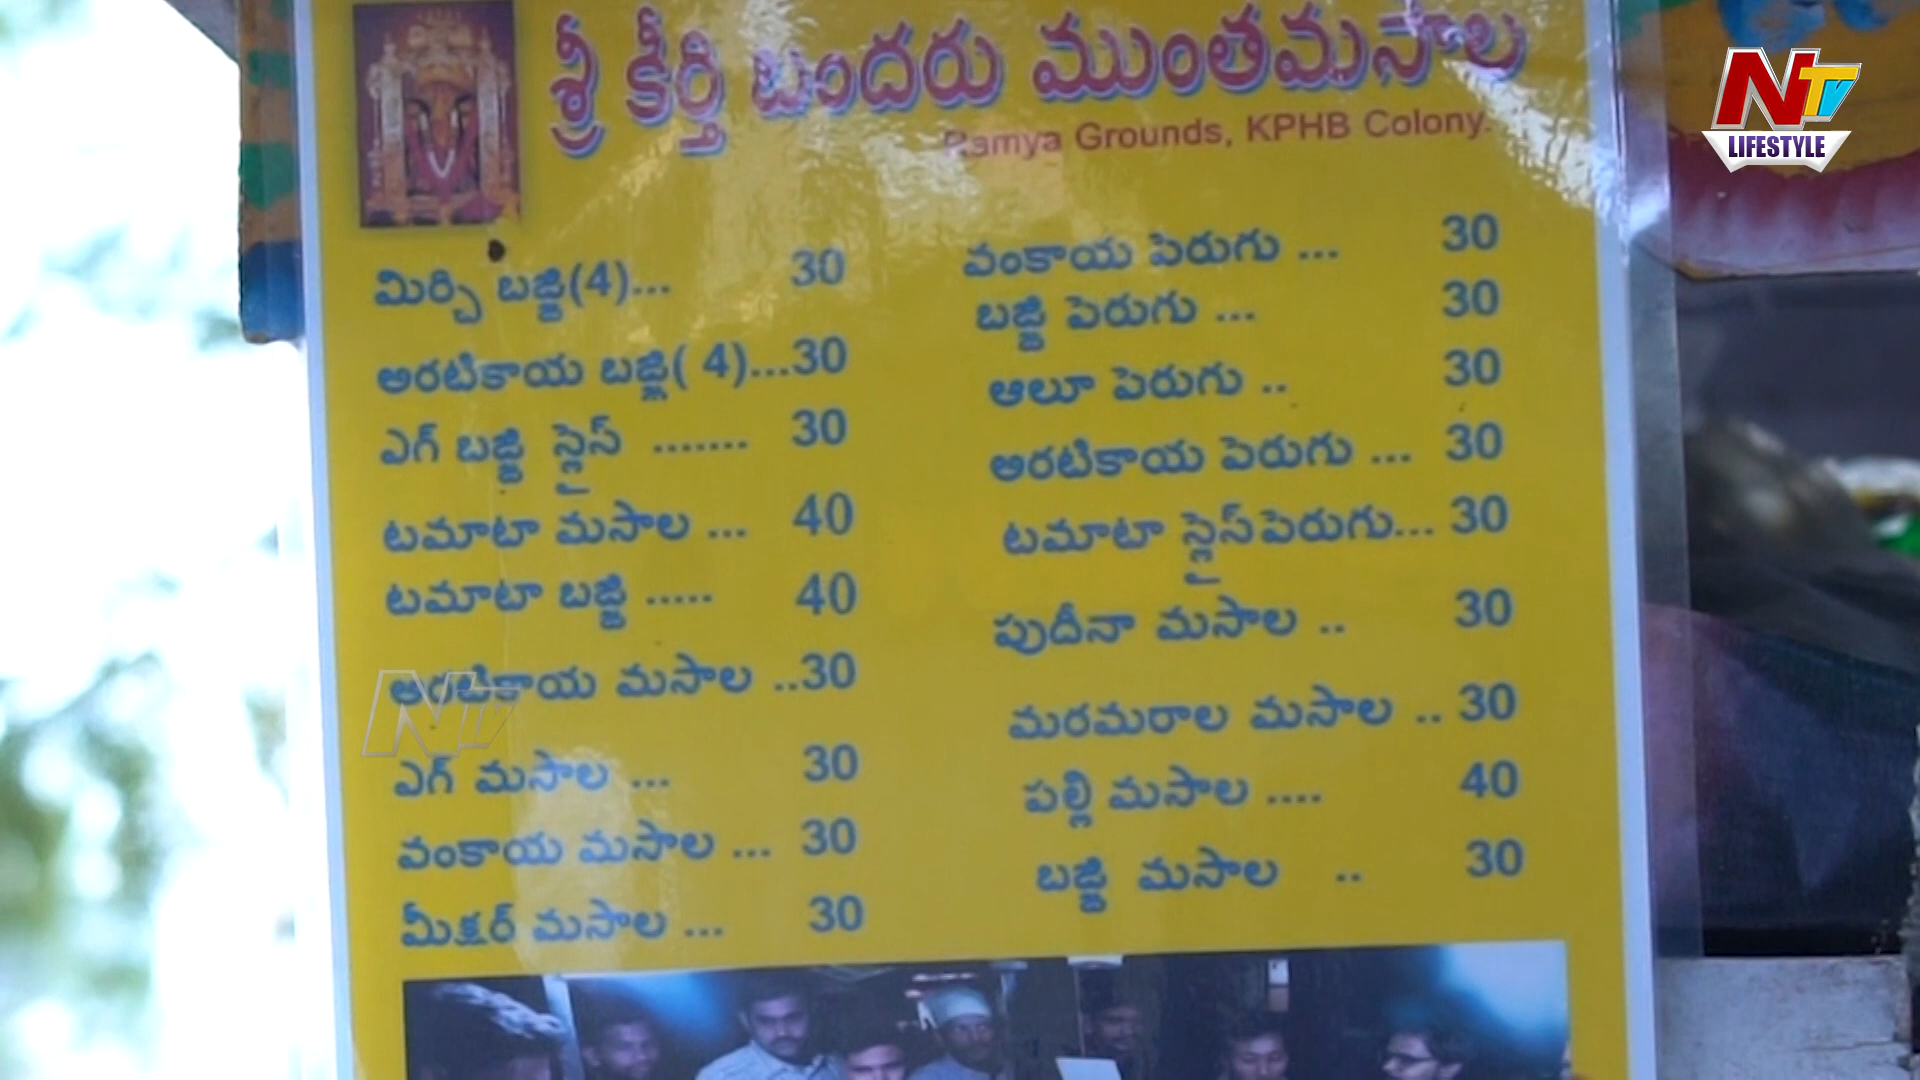 శ్రీ కీర్తి బందరు ముంతమసాల
Ramya Grounds, KPHB Colony.
NTV
LIFESTYLE
మిర్చి బజ్జి(4)... 30
అరటికాయ బజ్జి( 4)...30
ఎగ్ బజ్జి స్లైస్ ....... 30
టమాటా మసాల ... 40
టమాటా బజ్జి ..... 40
అరటికాయ మసాల ..30
ఎగ్ మసాల ... 30
వంకాయ మసాల ... 30
మీక్షర్ మసాల ... 30
వంకాయ పెరుగు ... 30
బజ్జి పెరుగు ... 30
ఆలూ పెరుగు .. 30
అరటికాయ పెరుగు ... 30
టమాటా స్లైస్ పెరుగు... 30
పుదీనా మసాల .. 30
మరమరాల మసాల .. 30
పల్లి మసాల .... 40
బజ్జి మసాల .. 30
NTV